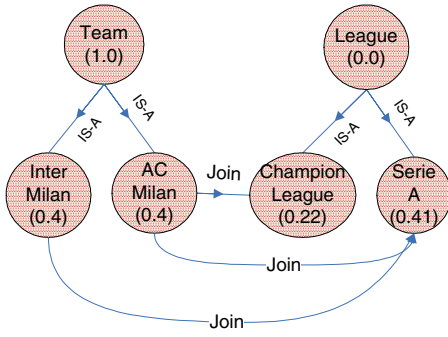 Team
(1.0)
League
(0.0)
IS-A
IS-A
IS-A
IS-A
Inter
Milan
(0.4)
AC
Milan
(0.4)
Join
Champion
League
(0.22)
Serie
A
(0.41)
Join
Join